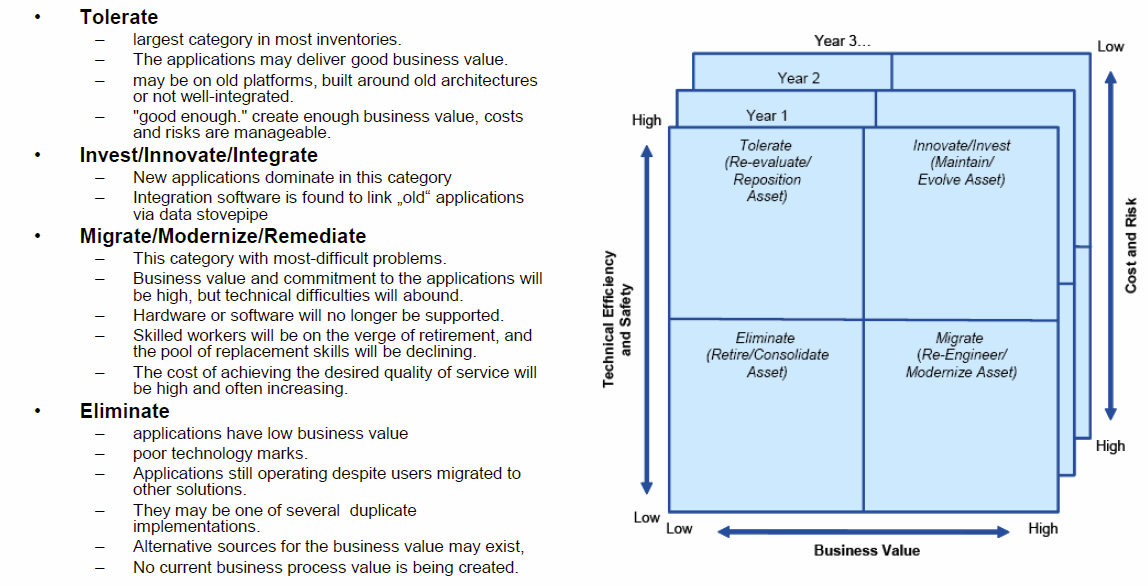 • Tolerate
– largest category in most inventories.
– The applications may deliver good business value.
– may be on old platforms, built around old architectures
or not well-integrated.
– "good enough." create enough business value, costs
and risks are manageable.
• Invest/Innovate/Integrate
– New applications dominate in this category
– Integration software is found to link „old“ applications
via data stovepipe
• Migrate/Modernize/Remediate
– This category with most-difficult problems.
– Business value and commitment to the applications will
be high, but technical difficulties will abound.
– Hardware or software will no longer be supported.
– Skilled workers will be on the verge of retirement, and
the pool of replacement skills will be declining.
– The cost of achieving the desired quality of service will
be high and often increasing.
• Eliminate
– applications have low business value
– poor technology marks.
– Applications still operating despite users migrated to
other solutions.
– They may be one of several duplicate
implementations.
– Alternative sources for the business value may exist,
– No current business process value is being created.
Year 3...
Low
Year 2
High
Year 1
Tolerate
(Re-evaluate/
Reposition
Asset)
Innovate/Invest
(Maintain/
Evolve Asset)
Technical Efficiency
and Safety
Cost and Risk
Eliminate
(Retire/Consolidate
Asset)
Migrate
(Re-Engineer/
Modernize Asset)
High
Low
Low
High
Business Value